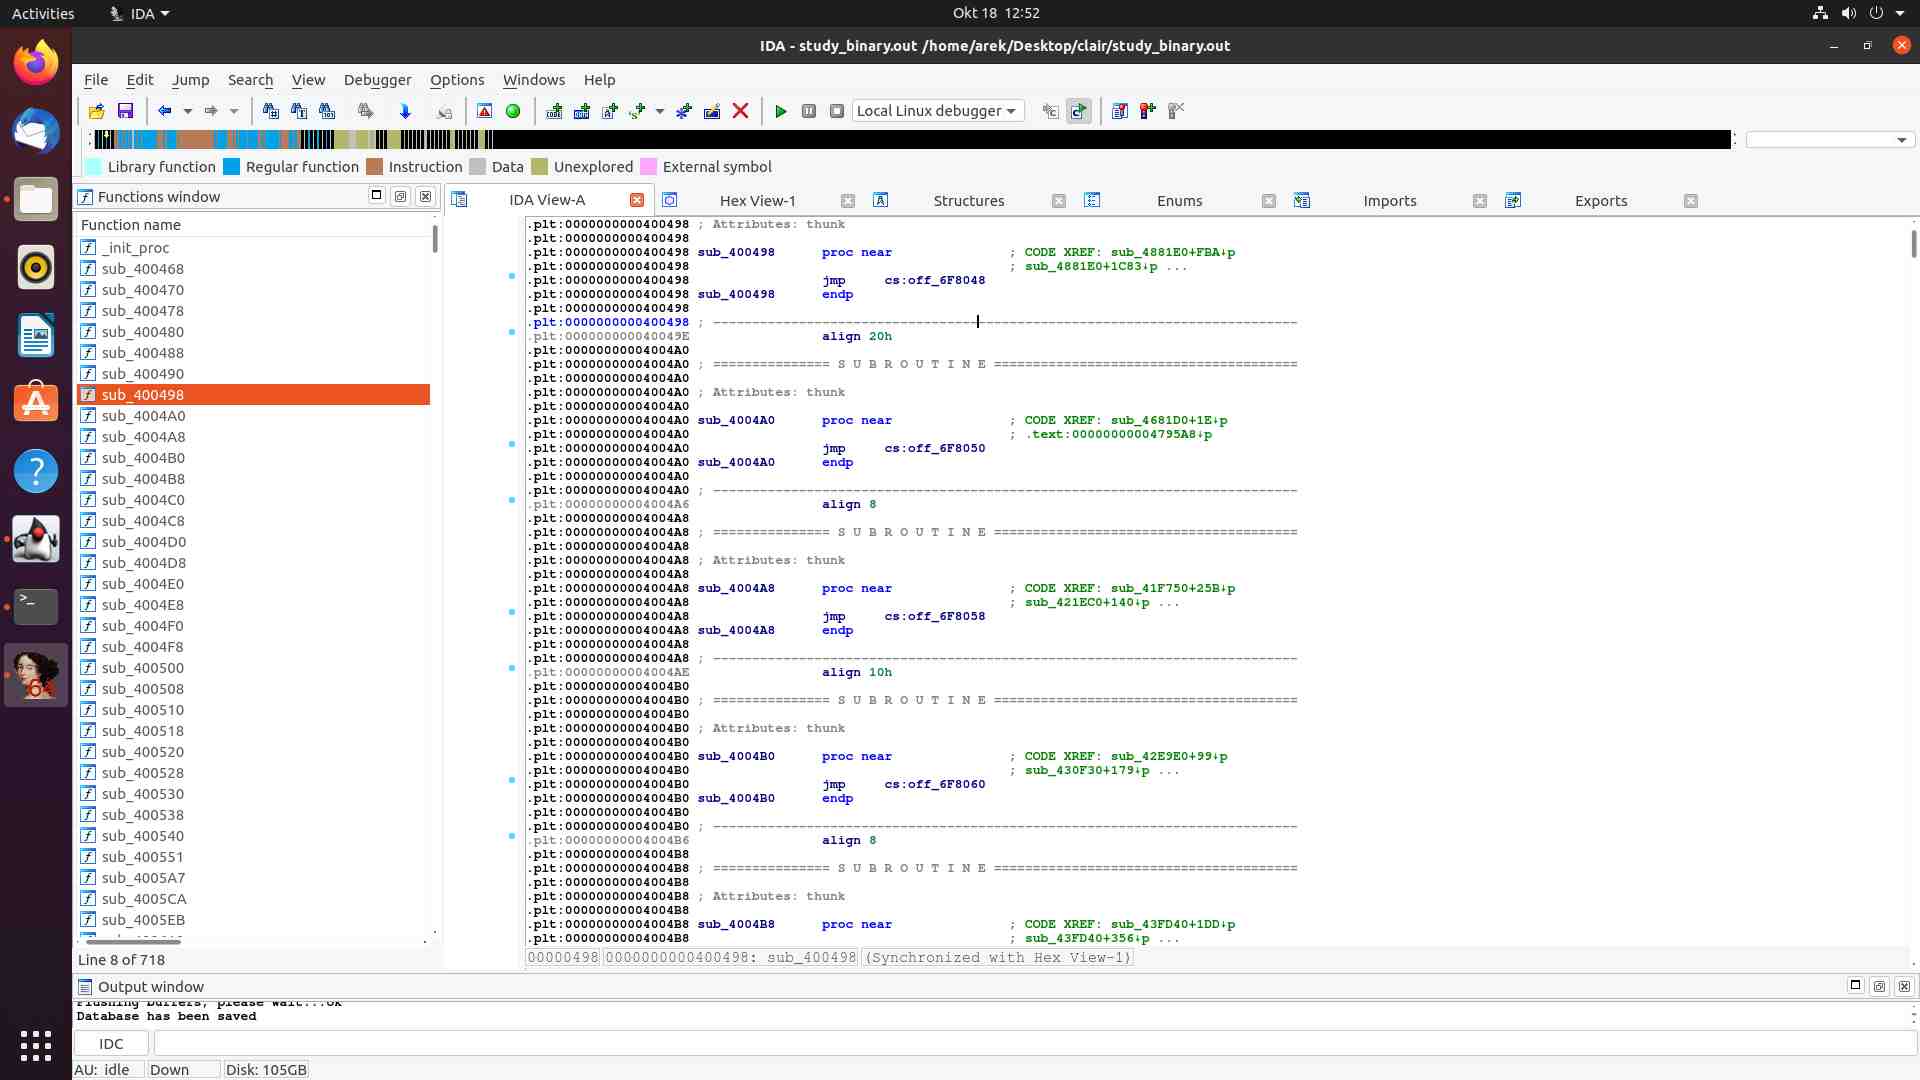 Activities IDA Okt 18 12:52
IDA - study_binary.out /home/arek/Desktop/clair/study_binary.out
File Edit Jump Search View Debugger Options Windows Help
Local Linux debugger
Library function Regular function Instruction Data Unexplored External symbol
Functions window
IDA View-A Hex View-1 Structures Enums Imports Exports
Function name
_init_proc
sub_400468
sub_400470
sub_400478
sub_400480
sub_400488
sub_400490
sub_400498
sub_4004A0
sub_4004A8
sub_4004B0
sub_4004B8
sub_4004C0
sub_4004C8
sub_4004D0
sub_4004D8
sub_4004E0
sub_4004E8
sub_4004F0
sub_4004F8
sub_400500
sub_400508
sub_400510
sub_400518
sub_400520
sub_400528
sub_400530
sub_400538
sub_400540
sub_400551
sub_4005A7
sub_4005CA
sub_4005EB
Line 8 of 718
.plt:0000000000400498 ; Attributes: thunk
.plt:0000000000400498
.plt:0000000000400498 sub_400498 proc near ; CODE XREF: sub_4881E0+FBA↓p
.plt:0000000000400498 ; sub_4881E0+1C83↓p ...
.plt:0000000000400498 jmp cs:off_6F8048
.plt:0000000000400498 sub_400498 endp
.plt:0000000000400498
.plt:0000000000400498 ; ---------------------------------------------------------------------------
.plt:000000000040049E align 20h
.plt:00000000004004A0
.plt:00000000004004A0 ; =============== S U B R O U T I N E =======================================
.plt:00000000004004A0
.plt:00000000004004A0 ; Attributes: thunk
.plt:00000000004004A0
.plt:00000000004004A0 sub_4004A0 proc near ; CODE XREF: sub_4681D0+1E↓p
.plt:00000000004004A0 ; .text:00000000004795A8↓p
.plt:00000000004004A0 jmp cs:off_6F8050
.plt:00000000004004A0 sub_4004A0 endp
.plt:00000000004004A0
.plt:00000000004004A0 ; ---------------------------------------------------------------------------
.plt:00000000004004A6 align 8
.plt:00000000004004A8
.plt:00000000004004A8 ; =============== S U B R O U T I N E =======================================
.plt:00000000004004A8
.plt:00000000004004A8 ; Attributes: thunk
.plt:00000000004004A8
.plt:00000000004004A8 sub_4004A8 proc near ; CODE XREF: sub_41F750+25B↓p
.plt:00000000004004A8 ; sub_421EC0+140↓p ...
.plt:00000000004004A8 jmp cs:off_6F8058
.plt:00000000004004A8 sub_4004A8 endp
.plt:00000000004004A8
.plt:00000000004004A8 ; ---------------------------------------------------------------------------
.plt:00000000004004AE align 10h
.plt:00000000004004B0
.plt:00000000004004B0 ; =============== S U B R O U T I N E =======================================
.plt:00000000004004B0
.plt:00000000004004B0 ; Attributes: thunk
.plt:00000000004004B0
.plt:00000000004004B0 sub_4004B0 proc near ; CODE XREF: sub_42E9E0+99↓p
.plt:00000000004004B0 ; sub_430F30+179↓p ...
.plt:00000000004004B0 jmp cs:off_6F8060
.plt:00000000004004B0 sub_4004B0 endp
.plt:00000000004004B0
.plt:00000000004004B0 ; ---------------------------------------------------------------------------
.plt:00000000004004B6 align 8
.plt:00000000004004B8
.plt:00000000004004B8 ; =============== S U B R O U T I N E =======================================
.plt:00000000004004B8
.plt:00000000004004B8 ; Attributes: thunk
.plt:00000000004004B8
.plt:00000000004004B8 sub_4004B8 proc near ; CODE XREF: sub_43FD40+1DD↓p
.plt:00000000004004B8 ; sub_43FD40+356↓p ...
00000498 0000000000400498: sub_400498 (Synchronized with Hex View-1)
Output window
Flushing buffers, please wait...ok
Database has been saved
IDC
AU: idle Down Disk: 105GB